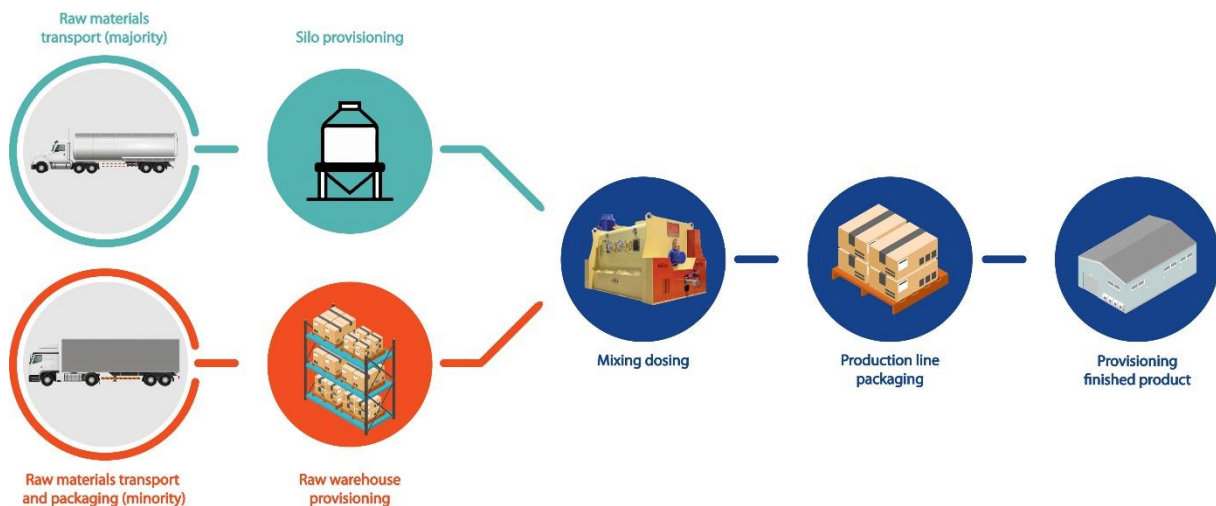 Raw materials
transport (majority)
Silo provisioning
Mixing dosing
Production line
packaging
Provisioning
finished product
Raw materials transport
and packaging (minority)
Raw warehouse
provisioning